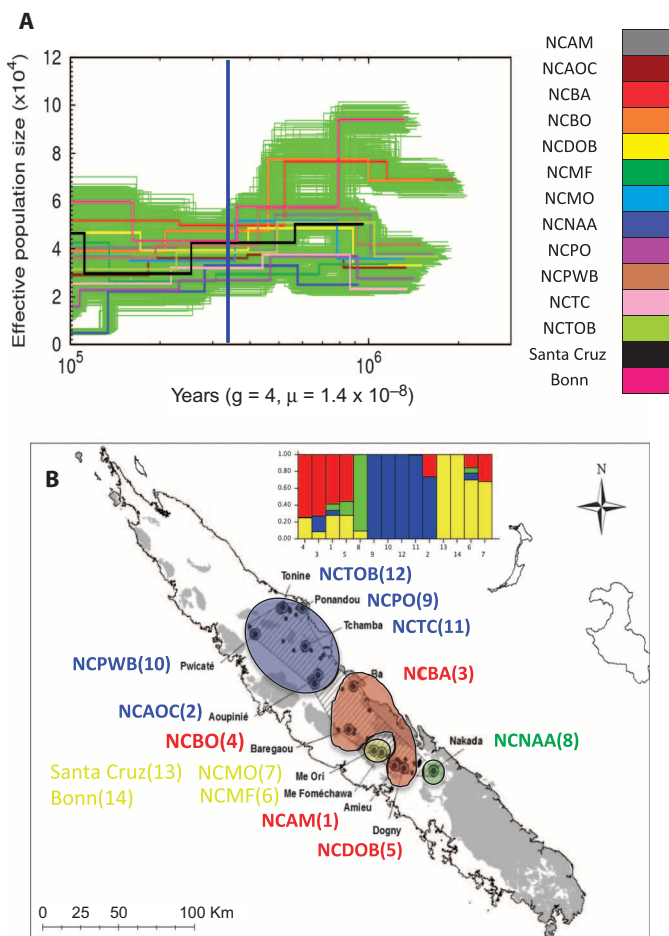 A
Effective population size (x10⁴)
12
10
8
6
4
2
0
10⁵
10⁶
Years (g = 4, μ = 1.4 x 10⁻⁸)
NCAM
NCAOC
NCBA
NCBO
NCDOB
NCMF
NCMO
NCNAA
NCPO
NCPWB
NCTC
NCTOB
Santa Cruz
Bonn
B
1.00
0.80
0.60
0.40
0.20
0.00
4 3 1 5 8 9 10 11 2 13 14 6 7
N
Tonine NCTOB(12)
Ponandou NCPO(9)
Tchamba NCTC(11)
NCPWB(10) Pwicaté
Ba NCBA(3)
NCAOC(2) Aoupinié
NCBO(4) Baregaou
Nakada NCNAA(8)
Santa Cruz(13) NCMO(7) Me Ori
Bonn(14) NCMF(6) Me Foméchawa
NCAM(1) Amieu
Dogny
NCDOB(5)
0 25 50 100 Km